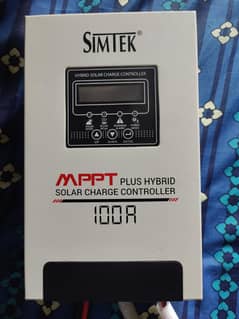 SIMTEK®
HYBRID SOLAR CHARGE CONTROLLER
MPPT PLUS HYBRID
SOLAR CHARGE CONTROLLER
100A